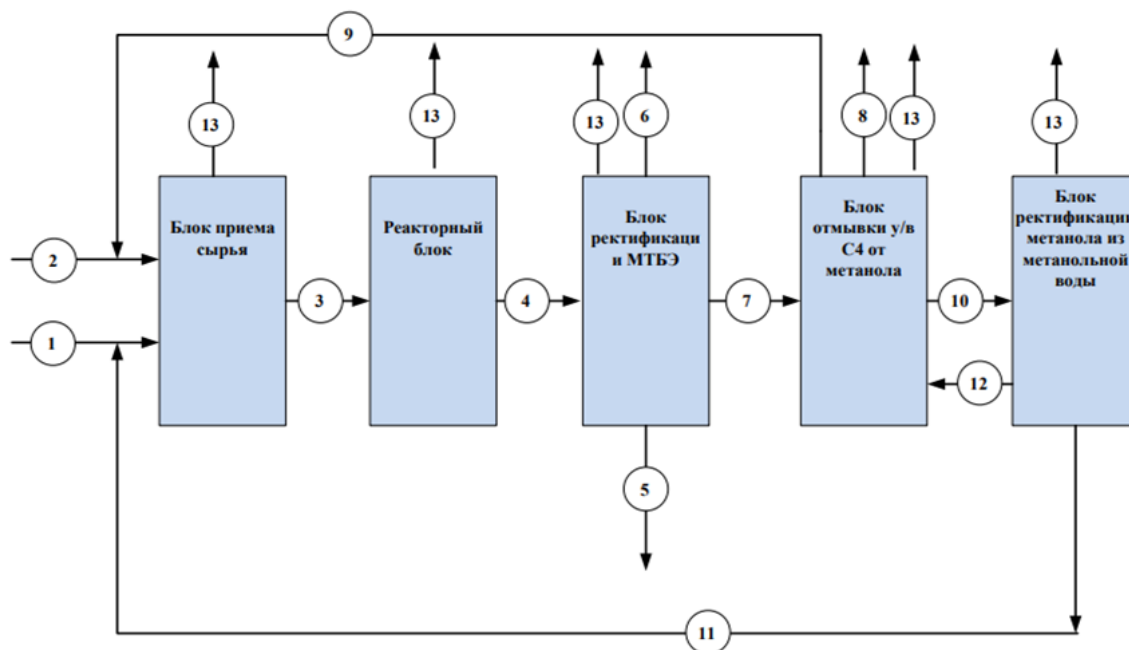 9
13
13
13
6
8
13
13
Блок приема
сырья
Реакторный
блок
Блок
ректификаци
и МТБЭ
Блок
отмывки у/в
С4 от
метанола
Блок
ректификации
метанола из
метанольной
воды
2
1
3
4
7
10
12
5
11